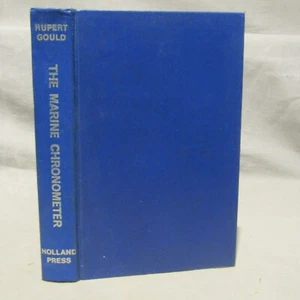 RUPERT
GOULD
THE MARINE CHRONOMETER
HOLLAND
PRESS